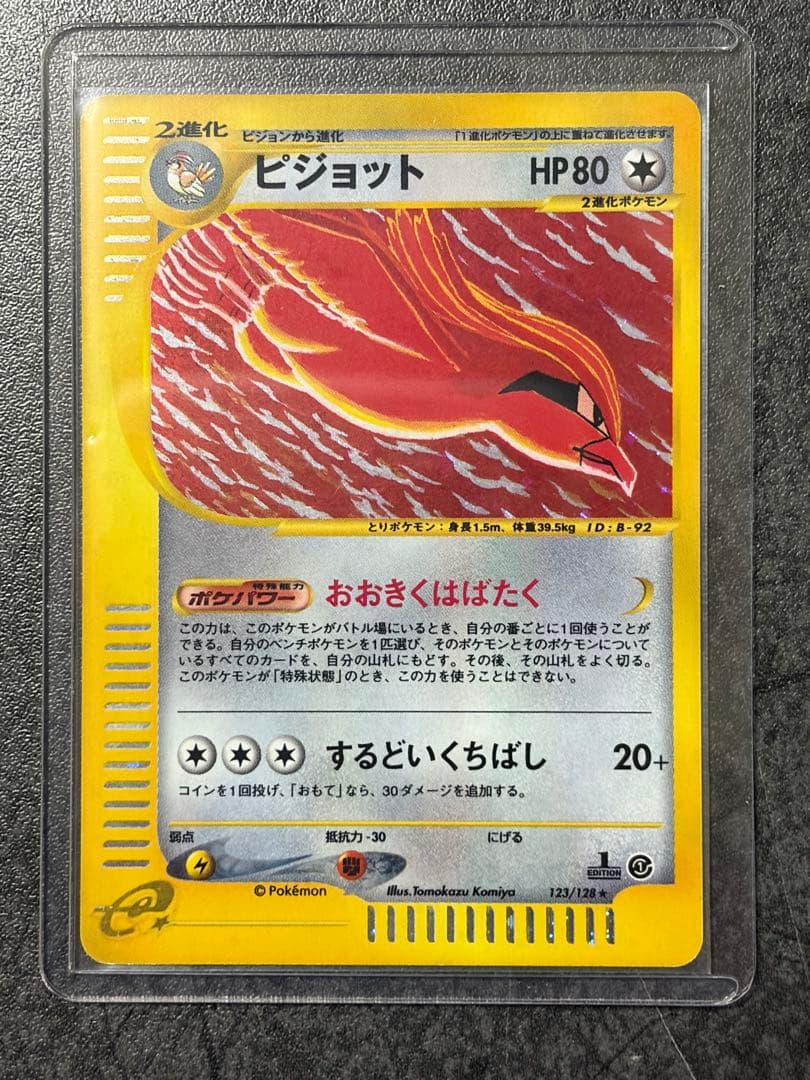 2進化
ピジョンから進化
「1進化ポケモン」の上に重ねて進化させます。
ピジョット
HP80
2進化ポケモン
とりポケモン：身長1.5m、体重39.5kg ID：B-92
特殊能力
ポケパワー
おおきくはばたく
この力は、このポケモンがバトル場にいるとき、自分の番ごとに1回使うことが
できる。自分のベンチポケモンを1匹選び、そのポケモンとそのポケモンについて
いるすべてのカードを、自分の山札にもどす。その後、その山札をよく切る。
このポケモンが「特殊状態」のとき、この力を使うことはできない。
するどいくちばし
20+
コインを1回投げ、「おもて」なら、30ダメージを追加する。
弱点
抵抗力-30
にげる
1
EDITION
© Pokémon
Illus.Tomokazu Komiya
123/128★
e